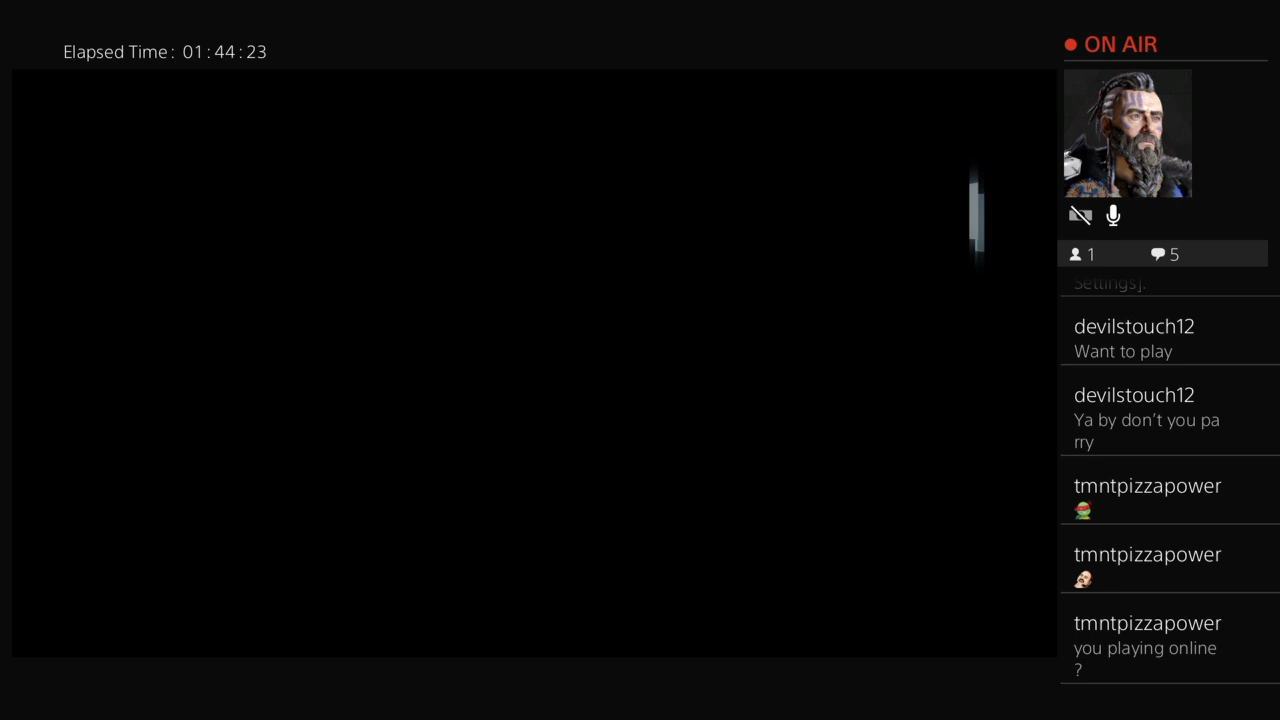 Elapsed Time: 01:44:23
ON AIR
1 5
Settings].
devilstouch12
Want to play
devilstouch12
Ya by don't you pa
rry
tmntpizzapower
tmntpizzapower
tmntpizzapower
you playing online
?